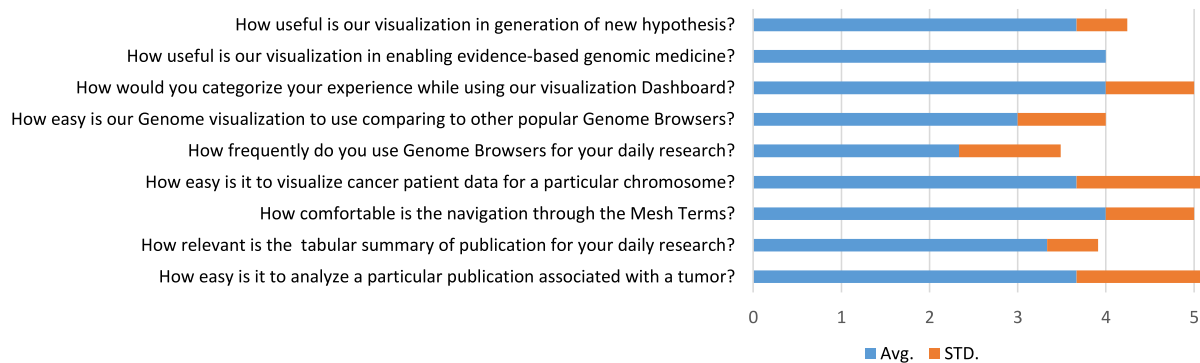 How useful is our visualization in generation of new hypothesis?
How useful is our visualization in enabling evidence-based genomic medicine?
How would you categorize your experience while using our visualization Dashboard?
How easy is our Genome visualization to use comparing to other popular Genome Browsers?
How frequently do you use Genome Browsers for your daily research?
How easy is it to visualize cancer patient data for a particular chromosome?
How comfortable is the navigation through the Mesh Terms?
How relevant is the  tabular summary of publication for your daily research?
How easy is it to analyze a particular publication associated with a tumor?
0 1 2 3 4 5
Avg. STD.